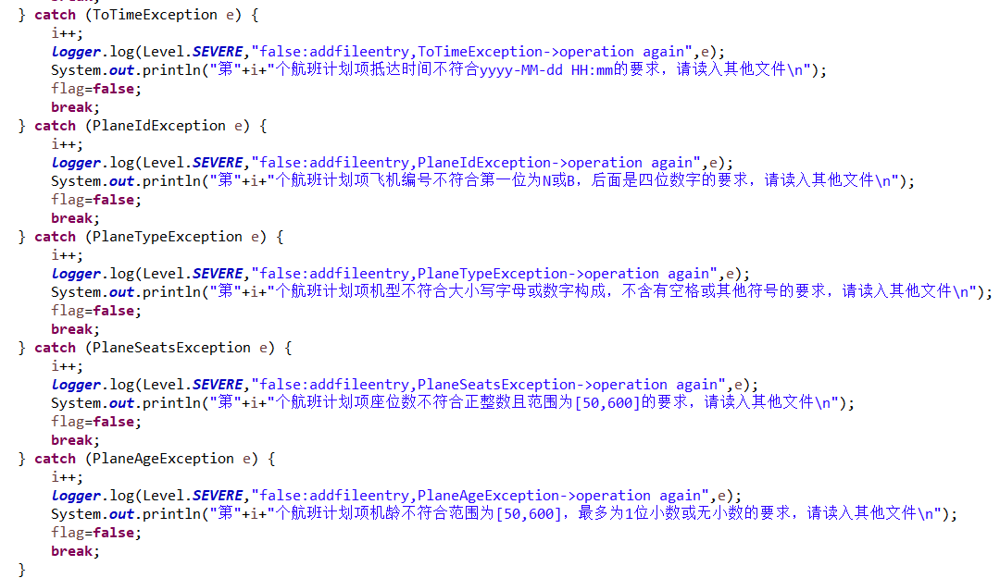 } catch (ToTimeException e) {
i++;
logger.log(Level.SEVERE,"false:addfileentry,ToTimeException->operation again",e);
System.out.println("第"+i+"个航班计划项抵达时间不符合yyyy-MM-dd HH:mm的要求，请读入其他文件\n");
flag=false;
break;
} catch (PlaneIdException e) {
i++;
logger.log(Level.SEVERE,"false:addfileentry,PlaneIdException->operation again",e);
System.out.println("第"+i+"个航班计划项飞机编号不符合第一位为N或B，后面是四位数字的要求，请读入其他文件\n");
flag=false;
break;
} catch (PlaneTypeException e) {
i++;
logger.log(Level.SEVERE,"false:addfileentry,PlaneTypeException->operation again",e);
System.out.println("第"+i+"个航班计划项机型不符合大小写字母或数字构成，不含有空格或其他符号的要求，请读入其他文件\n");
flag=false;
break;
} catch (PlaneSeatsException e) {
i++;
logger.log(Level.SEVERE,"false:addfileentry,PlaneSeatsException->operation again",e);
System.out.println("第"+i+"个航班计划项座位数不符合正整数且范围为[50,600]的要求，请读入其他文件\n");
flag=false;
break;
} catch (PlaneAgeException e) {
i++;
logger.log(Level.SEVERE,"false:addfileentry,PlaneAgeException->operation again",e);
System.out.println("第"+i+"个航班计划项机龄不符合范围为[50,600]，最多为1位小数或无小数的要求，请读入其他文件\n");
flag=false;
break;
}